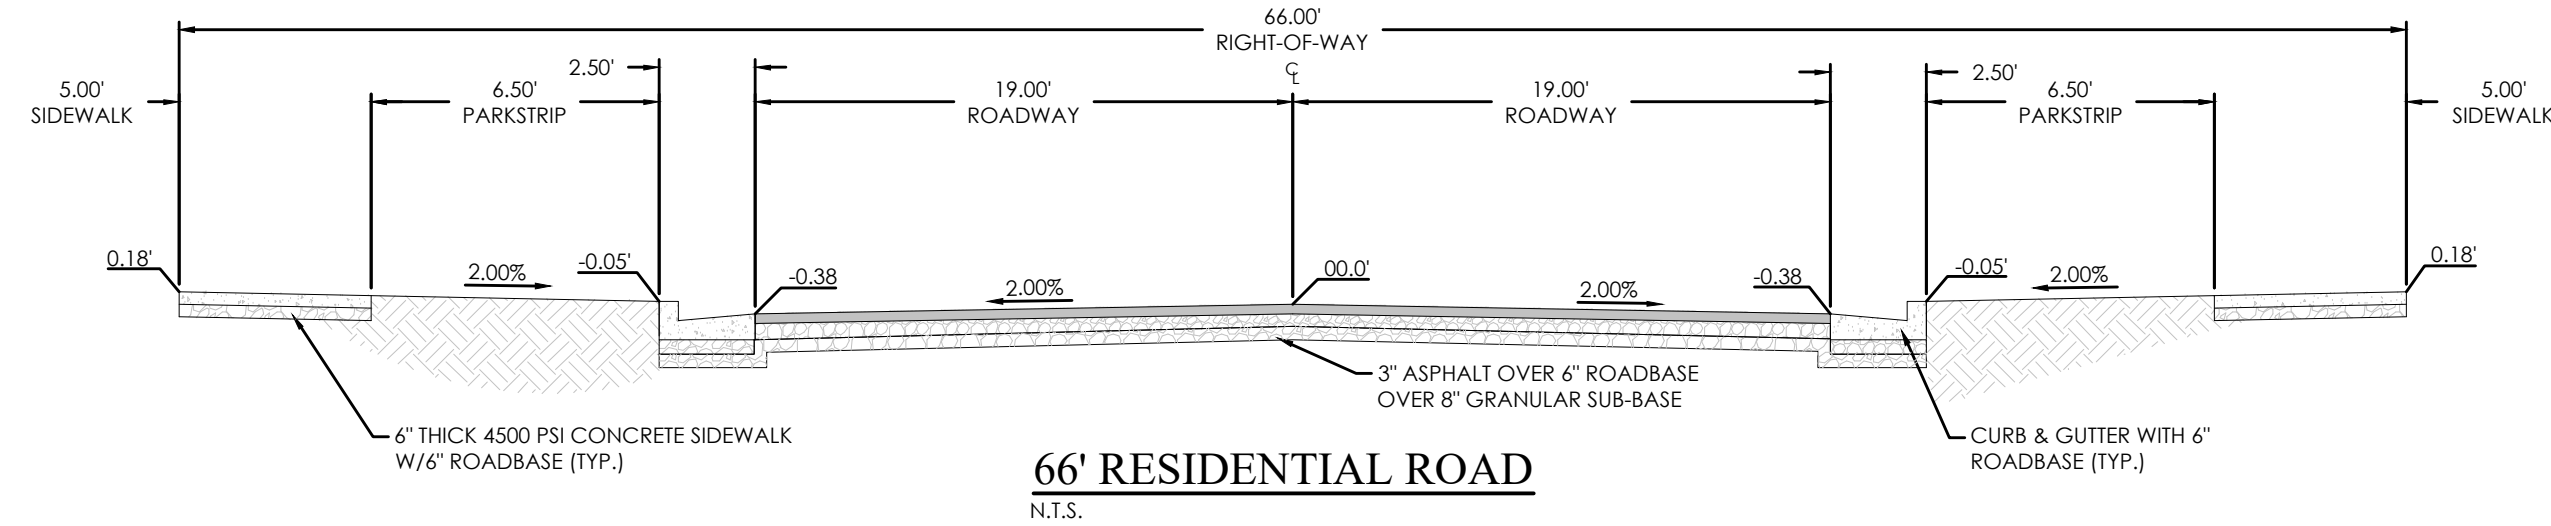 66.00'
RIGHT-OF-WAY
℄
5.00'
SIDEWALK
6.50'
PARKSTRIP
2.50'
19.00'
ROADWAY
19.00'
ROADWAY
2.50'
6.50'
PARKSTRIP
5.00'
SIDEWALK
0.18'
2.00%
-0.05'
-0.38
2.00%
00.0'
2.00%
-0.38
-0.05'
2.00%
0.18'
6" THICK 4500 PSI CONCRETE SIDEWALK
W/6" ROADBASE (TYP.)
3" ASPHALT OVER 6" ROADBASE
OVER 8" GRANULAR SUB-BASE
CURB & GUTTER WITH 6"
ROADBASE (TYP.)
66' RESIDENTIAL ROAD
N.T.S.